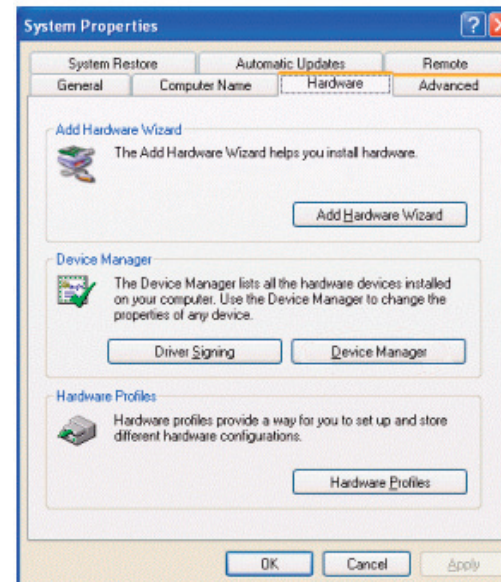 System Properties
System Restore Automatic Updates Remote
General Computer Name Hardware Advanced
Add Hardware Wizard
The Add Hardware Wizard helps you install hardware.
Add Hardware Wizard
Device Manager
The Device Manager lists all the hardware devices installed
on your computer. Use the Device Manager to change the
properties of any device.
Driver Signing Device Manager
Hardware Profiles
Hardware profiles provide a way for you to set up and store
different hardware configurations.
Hardware Profiles
OK Cancel Apply